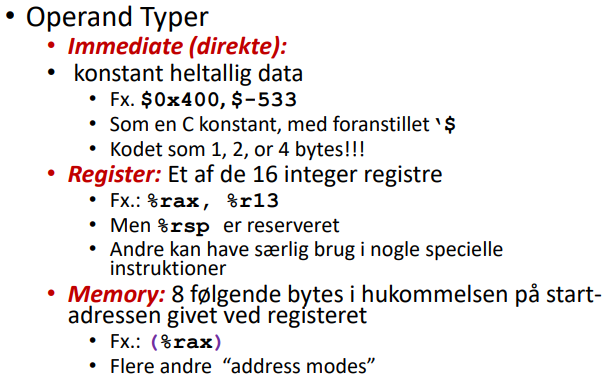 • Operand Typer
• Immediate (direkte):
• konstant heltallig data
• Fx. $0x400, $-533
• Som en C konstant, med foranstillet ‘$
• Kodet som 1, 2, or 4 bytes!!!
• Register: Et af de 16 integer registre
• Fx.: %rax, %r13
• Men %rsp er reserveret
• Andre kan have særlig brug i nogle specielle
instruktioner
• Memory: 8 følgende bytes i hukommelsen på start-
adressen givet ved registeret
• Fx.: (%rax)
• Flere andre “address modes”